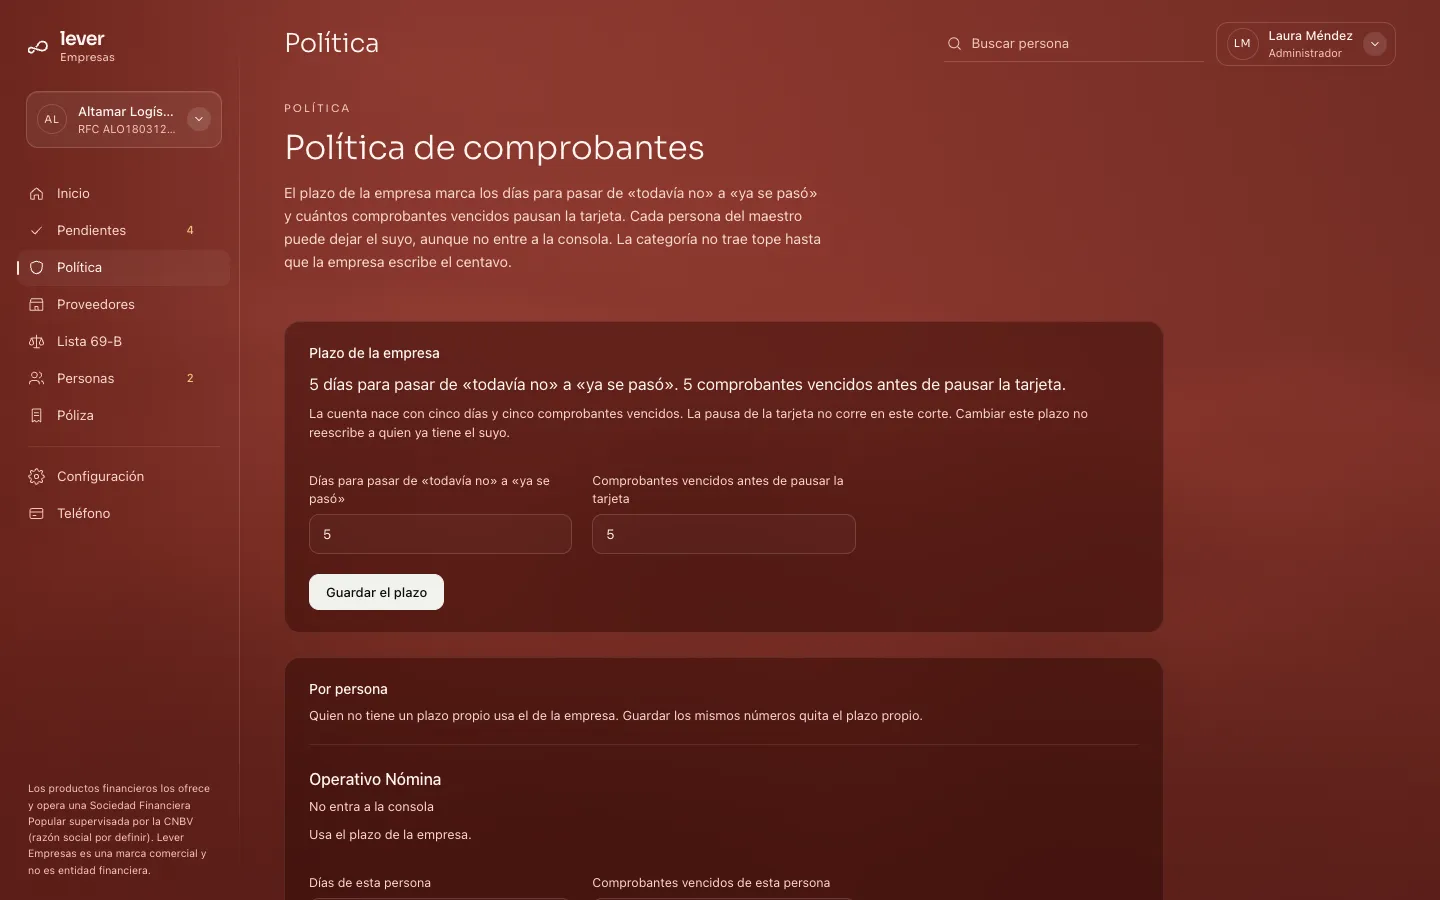 lever
Empresas
AL
Altamar Logís...
RFC ALO180312...
Inicio
Pendientes 4
Política
Proveedores
Lista 69-B
Personas 2
Póliza
Configuración
Teléfono
Los productos financieros los ofrece
y opera una Sociedad Financiera
Popular supervisada por la CNBV
(razón social por definir). Lever
Empresas es una marca comercial y
no es entidad financiera.
Política
Buscar persona
LM
Laura Méndez
Administrador
POLÍTICA
Política de comprobantes
El plazo de la empresa marca los días para pasar de «todavía no» a «ya se pasó»
y cuántos comprobantes vencidos pausan la tarjeta. Cada persona del maestro
puede dejar el suyo, aunque no entre a la consola. La categoría no trae tope hasta
que la empresa escribe el centavo.
Plazo de la empresa
5 días para pasar de «todavía no» a «ya se pasó». 5 comprobantes vencidos antes de pausar la tarjeta.
La cuenta nace con cinco días y cinco comprobantes vencidos. La pausa de la tarjeta no corre en este corte. Cambiar este plazo no
reescribe a quien ya tiene el suyo.
Días para pasar de «todavía no» a «ya se
pasó»
5
Comprobantes vencidos antes de pausar la
tarjeta
5
Guardar el plazo
Por persona
Quien no tiene un plazo propio usa el de la empresa. Guardar los mismos números quita el plazo propio.
Operativo Nómina
No entra a la consola
Usa el plazo de la empresa.
Días de esta persona
Comprobantes vencidos de esta persona